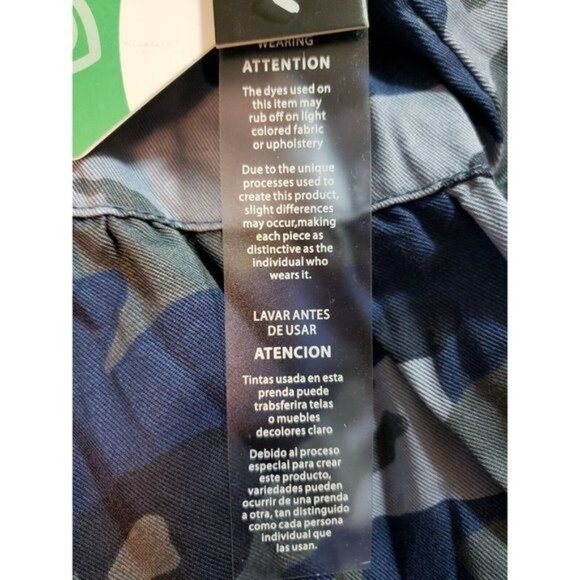 WEARING
ATTENTION
The dyes used on
this item may
rub off on light
colored fabric
or upholstery
Due to the unique
processes used to
create this product,
slight differences
may occur,making
each piece as
distinctive as the
individual who
wears it.
LAVAR ANTES
DE USAR
ATENCION
Tintas usada en esta
prenda puede
trabsferira telas
o muebles
decolores claro
Debido al proceso
especial para crear
este producto,
variedades pueden
ocurrir de una prenda
a otra, tan distinguido
como cada persona
individual que
las usan.